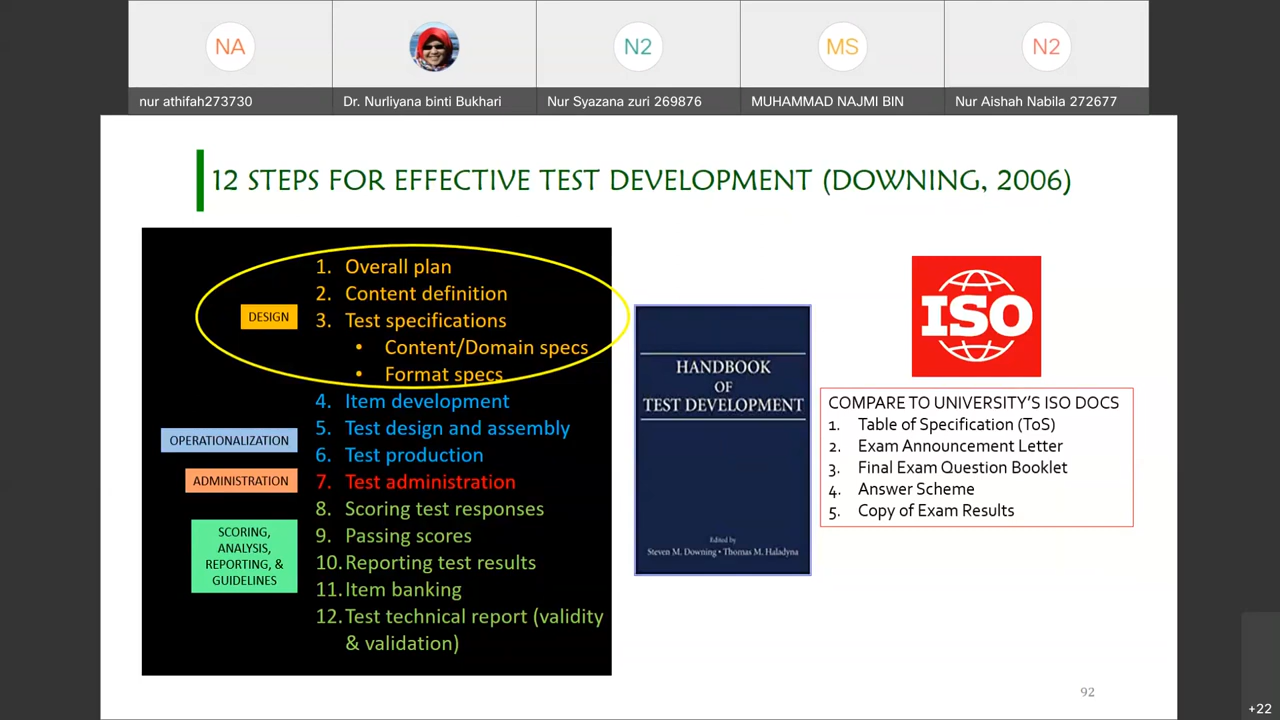 NA
N2
MS
N2
nur athifah273730
Dr. Nurliyana binti Bukhari
Nur Syazana zuri 269876
MUHAMMAD NAJMI BIN
Nur Aishah Nabila 272677
12 STEPS FOR EFFECTIVE TEST DEVELOPMENT (DOWNING, 2006)
DESIGN
1. Overall plan
2. Content definition
3. Test specifications
• Content/Domain specs
• Format specs
OPERATIONALIZATION
4. Item development
5. Test design and assembly
6. Test production
ADMINISTRATION
7. Test administration
SCORING,
ANALYSIS,
REPORTING, &
GUIDELINES
8. Scoring test responses
9. Passing scores
10. Reporting test results
11. Item banking
12. Test technical report (validity
& validation)
HANDBOOK
OF
TEST DEVELOPMENT
Edited by
Steven M. Downing • Thomas M. Haladyna
ISO
COMPARE TO UNIVERSITY'S ISO DOCS
1. Table of Specification (ToS)
2. Exam Announcement Letter
3. Final Exam Question Booklet
4. Answer Scheme
5. Copy of Exam Results
92
+22